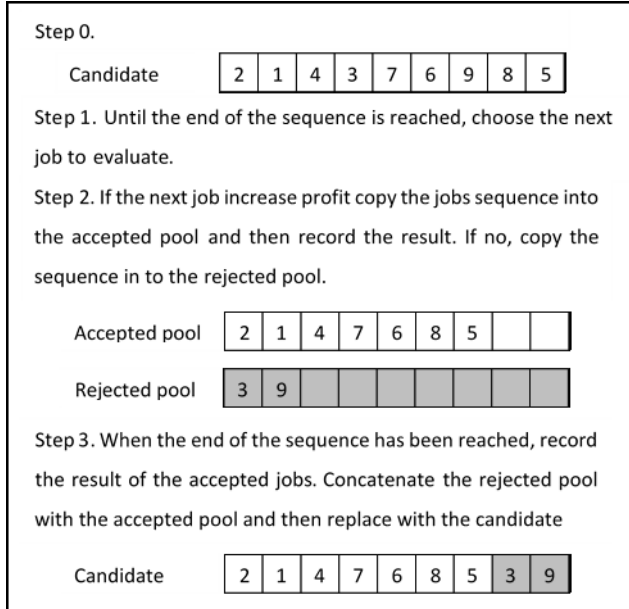 Step 0.
Candidate 2 1 4 3 7 6 9 8 5
Step 1. Until the end of the sequence is reached, choose the next
job to evaluate.
Step 2. If the next job increase profit copy the jobs sequence into
the accepted pool and then record the result. If no, copy the
sequence in to the rejected pool.
Accepted pool 2 1 4 7 6 8 5
Rejected pool 3 9
Step 3. When the end of the sequence has been reached, record
the result of the accepted jobs. Concatenate the rejected pool
with the accepted pool and then replace with the candidate
Candidate 2 1 4 7 6 8 5 3 9